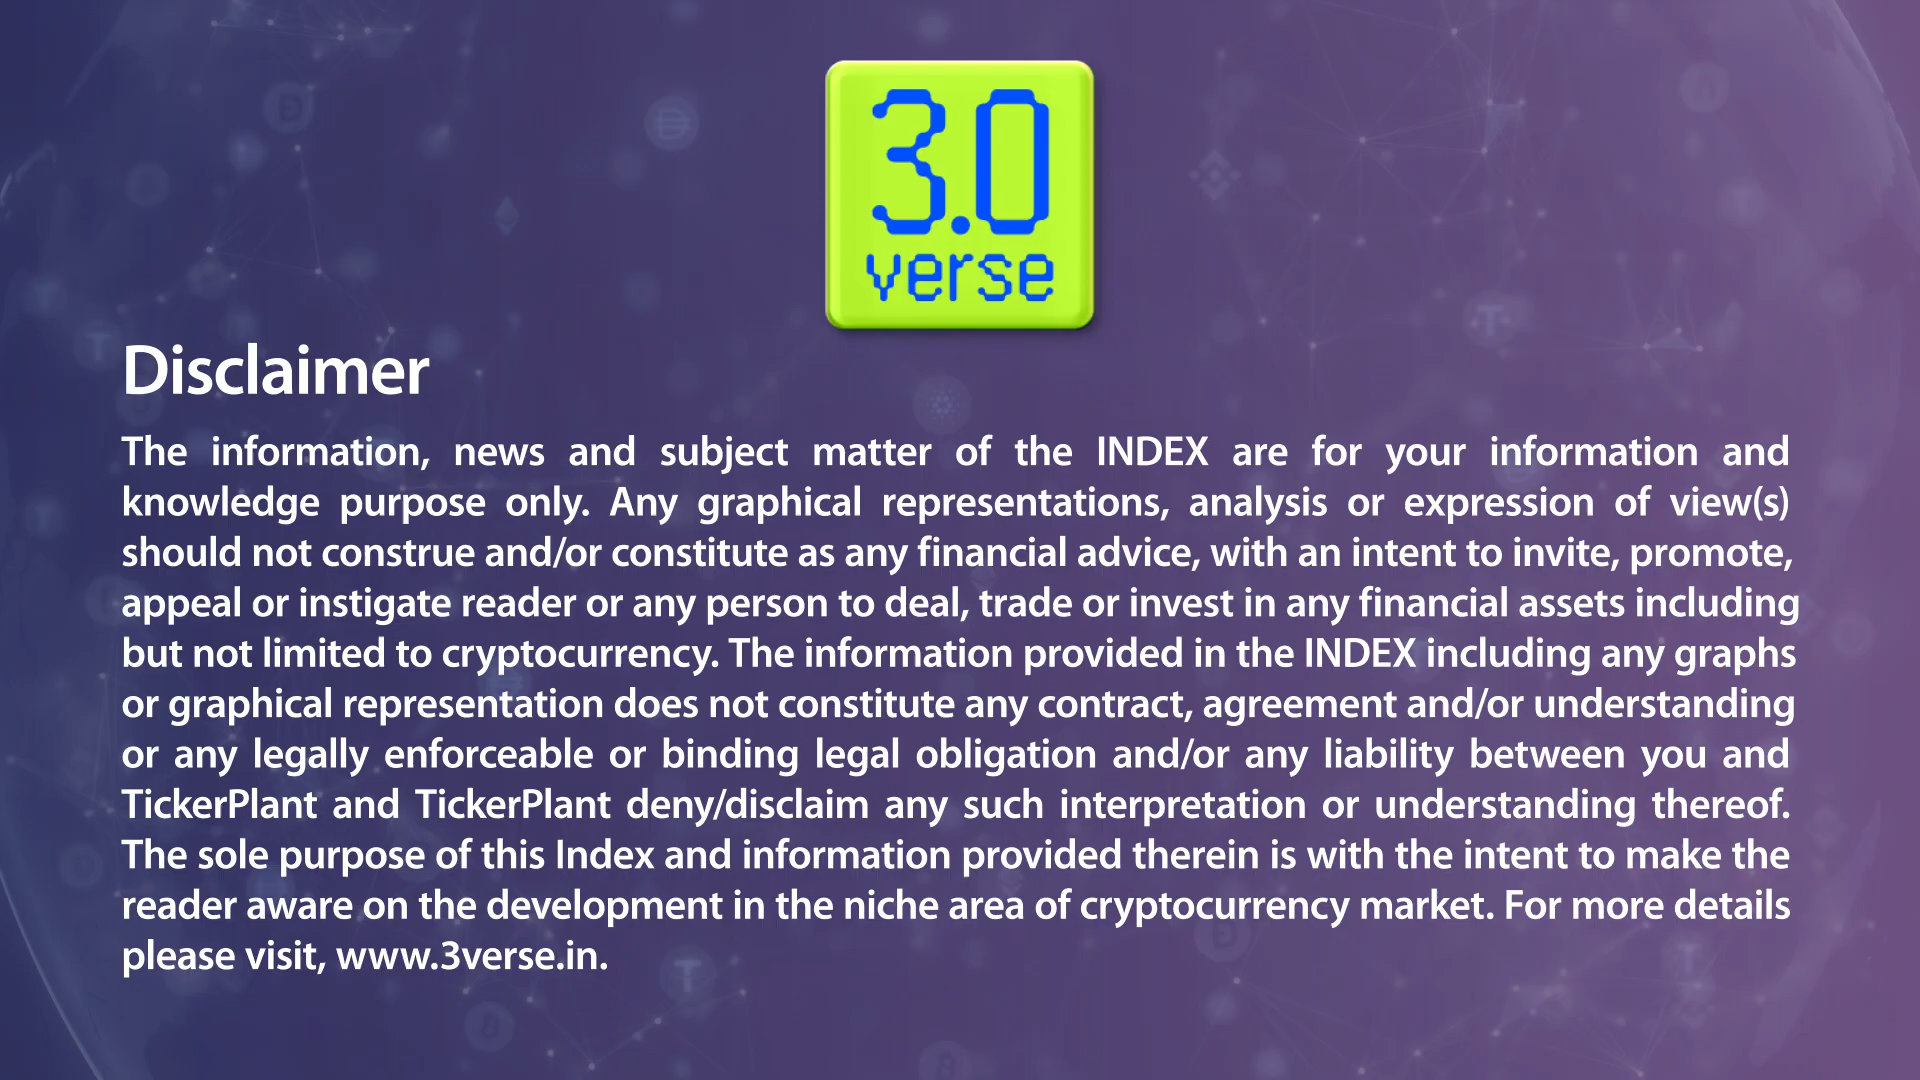 3.0
verse
Disclaimer
The information, news and subject matter of the INDEX are for your information and
knowledge purpose only. Any graphical representations, analysis or expression of view(s)
should not construe and/or constitute as any financial advice, with an intent to invite, promote,
appeal or instigate reader or any person to deal, trade or invest in any financial assets including
but not limited to cryptocurrency. The information provided in the INDEX including any graphs
or graphical representation does not constitute any contract, agreement and/or understanding
or any legally enforceable or binding legal obligation and/or any liability between you and
TickerPlant and TickerPlant deny/disclaim any such interpretation or understanding thereof.
The sole purpose of this Index and information provided therein is with the intent to make the
reader aware on the development in the niche area of cryptocurrency market. For more details
please visit, www.3verse.in.